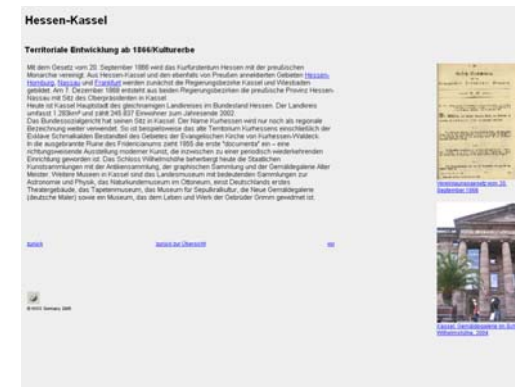 Hessen-Kassel
Territoriale Entwicklung ab 1866/Kulturerbe
Mit dem Gesetz vom 20. September 1866 wird das Kurfürstentum Hessen mit der preußischen
Monarchie vereinigt. Aus Hessen-Kassel und den ebenfalls von Preußen annektierten Gebieten Hessen-
Homburg, Nassau und Frankfurt werden zunächst die Regierungsbezirke Kassel und Wiesbaden
gebildet. Am 7. Dezember 1868 entsteht aus beiden Regierungsbezirken die preußische Provinz Hessen-
Nassau mit Sitz des Oberpräsidenten in Kassel.
Heute ist Kassel Hauptstadt des gleichnamigen Landkreises im Bundesland Hessen. Der Landkreis
umfasst 1.293km² und zählt 245.837 Einwohner zum Jahresende 2002.
Das Bundessozialgericht hat seinen Sitz in Kassel. Der Name Kurhessen wird nur noch als regionale
Bezeichnung weiter verwendet. So ist beispielsweise das alte Territorium Kurhessens einschließlich der
Exklave Schmalkalden Bestandteil des Gebietes der Evangelischen Kirche von Kurhessen-Waldeck.
In die ausgebrannte Ruine des Fridericianums zieht 1955 die erste "documenta" ein – eine
richtungsweisende Ausstellung moderner Kunst, die inzwischen zu einer periodisch wiederkehrenden
Einrichtung geworden ist. Das Schloss Wilhelmshöhe beherbergt heute die Staatlichen
Kunstsammlungen mit der Antikensammlung, der graphischen Sammlung und der Gemäldegalerie Alter
Meister. Weitere Museen in Kassel sind das Landesmuseum mit bedeutenden Sammlungen zur
Astronomie und Physik, das Naturkundemuseum im Ottoneum, einst Deutschlands erstes
Theatergebäude, das Tapetenmuseum, das Museum für Sepulkralkultur, die Neue Gemäldegalerie
(deutsche Maler) sowie ein Museum, das dem Leben und Werk der Gebrüder Grimm gewidmet ist.
zurück
zurück zur Übersicht
Vereinigungsgesetz vom 20.
September 1866
Kassel, Gemäldegalerie im
Wilhelmshöhe, 2004